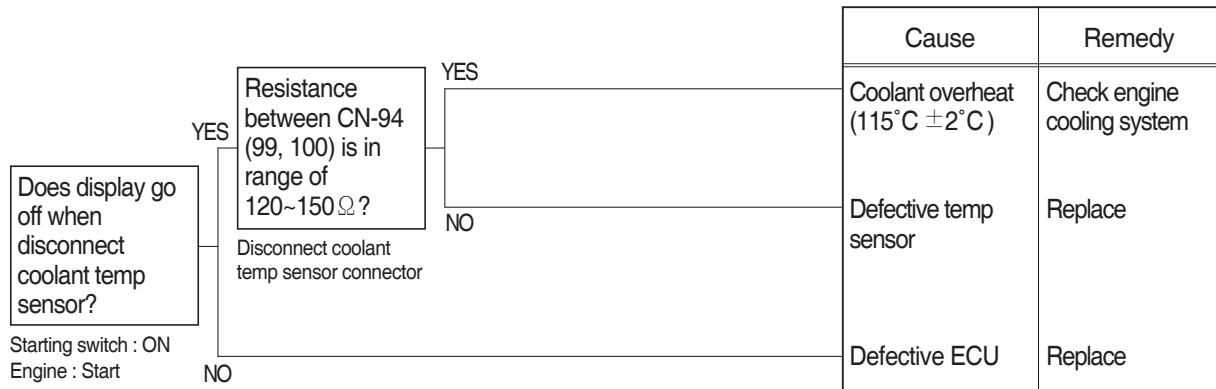 Cause
Remedy
YES
Resistance
between CN-94
(99, 100) is in
range of
120~150Ω?
YES
Coolant overheat
(115˚C ±2˚C)
Check engine
cooling system
Does display go
off when
disconnect
coolant temp
sensor?
NO
Defective temp
sensor
Replace
Disconnect coolant
temp sensor connector
Starting switch : ON
Engine : Start
NO
Defective ECU
Replace